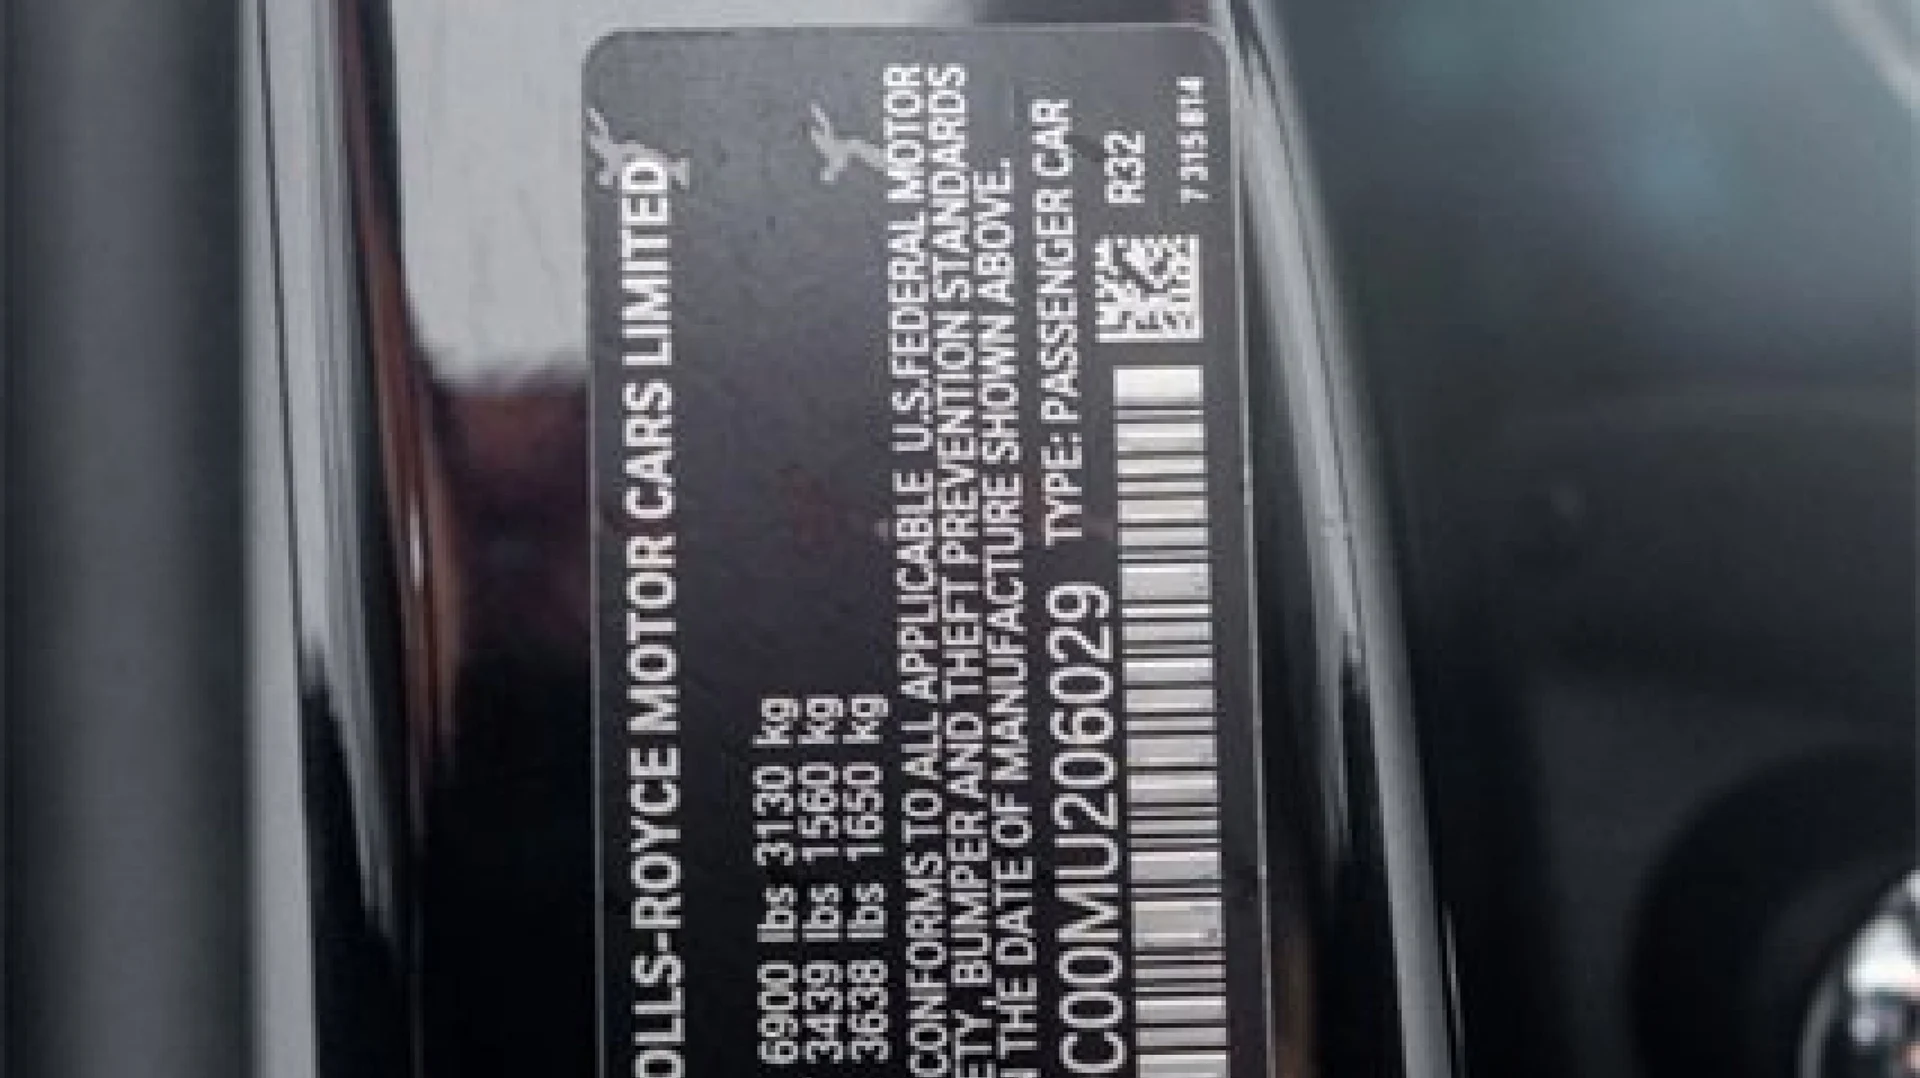 OLLS-ROYCE MOTOR CARS LIMITED
6900 lbs 3130 kg
3439 lbs 1560 kg
3638 lbs 1650 kg
CONFORMS TO ALL APPLICABLE U.S.FEDERAL MOTOR
ETY, BUMPER AND THEFT PREVENTION STANDARDS
N THE DATE OF MANUFACTURE SHOWN ABOVE.
C00MU206029 TYPE: PASSENGER CAR
R32
7 315 814